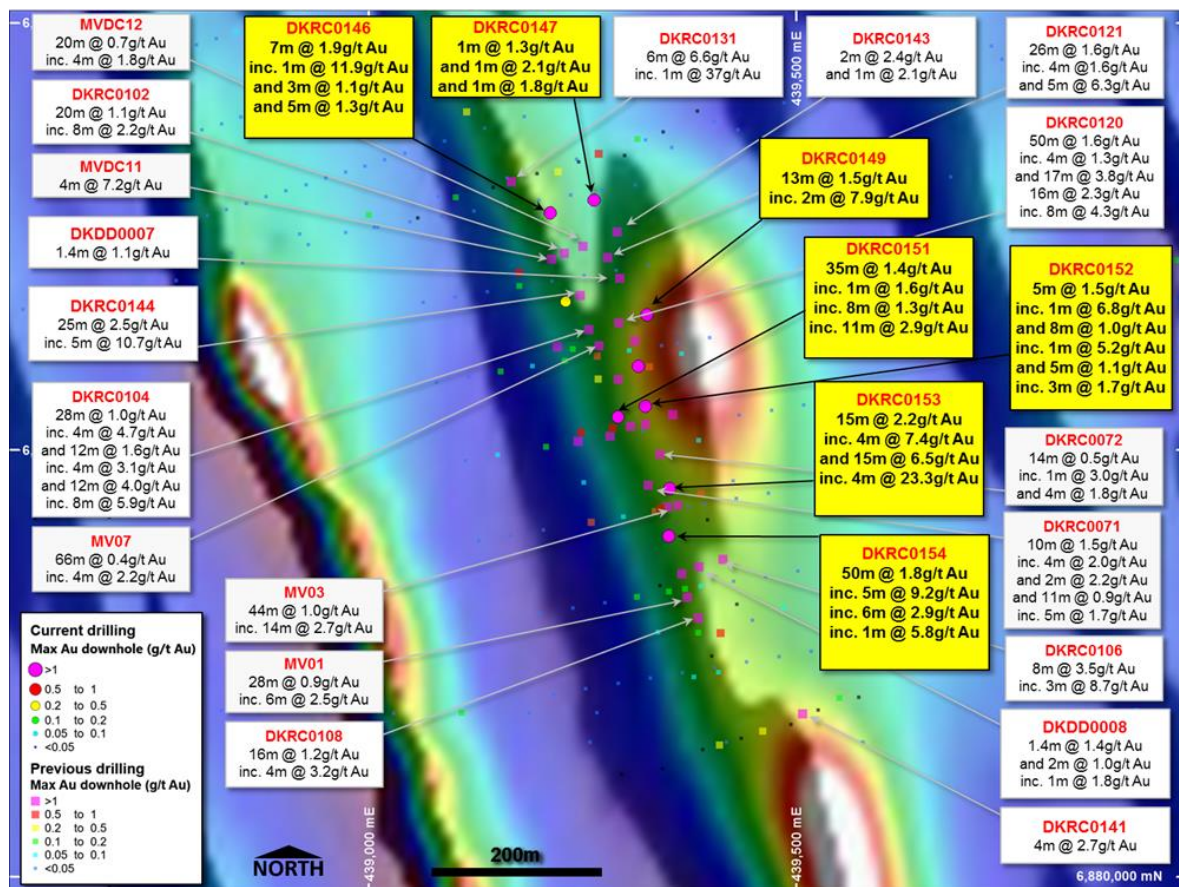 MVDC12
20m @ 0.7g/t Au
inc. 4m @ 1.8g/t Au
DKRC0102
20m @ 1.1g/t Au
inc. 8m @ 2.2g/t Au
MVDC11
4m @ 7.2g/t Au
DKDD0007
1.4m @ 1.1g/t Au
DKRC0144
25m @ 2.5g/t Au
inc. 5m @ 10.7g/t Au
DKRC0104
28m @ 1.0g/t Au
inc. 4m @ 4.7g/t Au
and 12m @ 1.6g/t Au
inc. 4m @ 3.1g/t Au
and 12m @ 4.0g/t Au
inc. 8m @ 5.9g/t Au
MV07
66m @ 0.4g/t Au
inc. 4m @ 2.2g/t Au
DKRC0146
7m @ 1.9g/t Au
inc. 1m @ 11.9g/t Au
and 3m @ 1.1g/t Au
and 5m @ 1.3g/t Au
DKRC0147
1m @ 1.3g/t Au
and 1m @ 2.1g/t Au
and 1m @ 1.8g/t Au
DKRC0131
6m @ 6.6g/t Au
inc. 1m @ 37g/t Au
439,500 mE
DKRC0143
2m @ 2.4g/t Au
and 1m @ 2.1g/t Au
DKRC0121
26m @ 1.6g/t Au
inc. 4m @1.6g/t Au
and 5m @ 6.3g/t Au
DKRC0120
50m @ 1.6g/t Au
inc. 4m @ 1.3g/t Au
and 17m @ 3.8g/t Au
16m @ 2.3g/t Au
inc. 8m @ 4.3g/t Au
DKRC0149
13m @ 1.5g/t Au
inc. 2m @ 7.9g/t Au
DKRC0151
35m @ 1.4g/t Au
inc. 1m @ 1.6g/t Au
inc. 8m @ 1.3g/t Au
inc. 11m @ 2.9g/t Au
DKRC0152
5m @ 1.5g/t Au
inc. 1m @ 6.8g/t Au
and 8m @ 1.0g/t Au
inc. 1m @ 5.2g/t Au
and 5m @ 1.1g/t Au
inc. 3m @ 1.7g/t Au
DKRC0153
15m @ 2.2g/t Au
inc. 4m @ 7.4g/t Au
and 15m @ 6.5g/t Au
inc. 4m @ 23.3g/t Au
DKRC0072
14m @ 0.5g/t Au
inc. 1m @ 3.0g/t Au
and 4m @ 1.8g/t Au
DKRC0071
10m @ 1.5g/t Au
inc. 4m @ 2.0g/t Au
and 2m @ 2.2g/t Au
and 11m @ 0.9g/t Au
inc. 5m @ 1.7g/t Au
DKRC0154
50m @ 1.8g/t Au
inc. 5m @ 9.2g/t Au
inc. 6m @ 2.9g/t Au
inc. 1m @ 5.8g/t Au
DKRC0106
8m @ 3.5g/t Au
inc. 3m @ 8.7g/t Au
DKDD0008
1.4m @ 1.4g/t Au
and 2m @ 1.0g/t Au
inc. 1m @ 1.8g/t Au
DKRC0141
4m @ 2.7g/t Au
MV03
44m @ 1.0g/t Au
inc. 14m @ 2.7g/t Au
MV01
28m @ 0.9g/t Au
inc. 6m @ 2.5g/t Au
DKRC0108
16m @ 1.2g/t Au
inc. 4m @ 3.2g/t Au
Current drilling
Max Au downhole (g/t Au)
>1
0.5 to 1
0.2 to 0.5
0.1 to 0.2
0.05 to 0.1
<0.05
Previous drilling
Max Au downhole (g/t Au)
>1
0.5 to 1
0.2 to 0.5
0.1 to 0.2
0.05 to 0.1
<0.05
NORTH
439,000 mE
200m
439,500 mE
6,880,000 mN